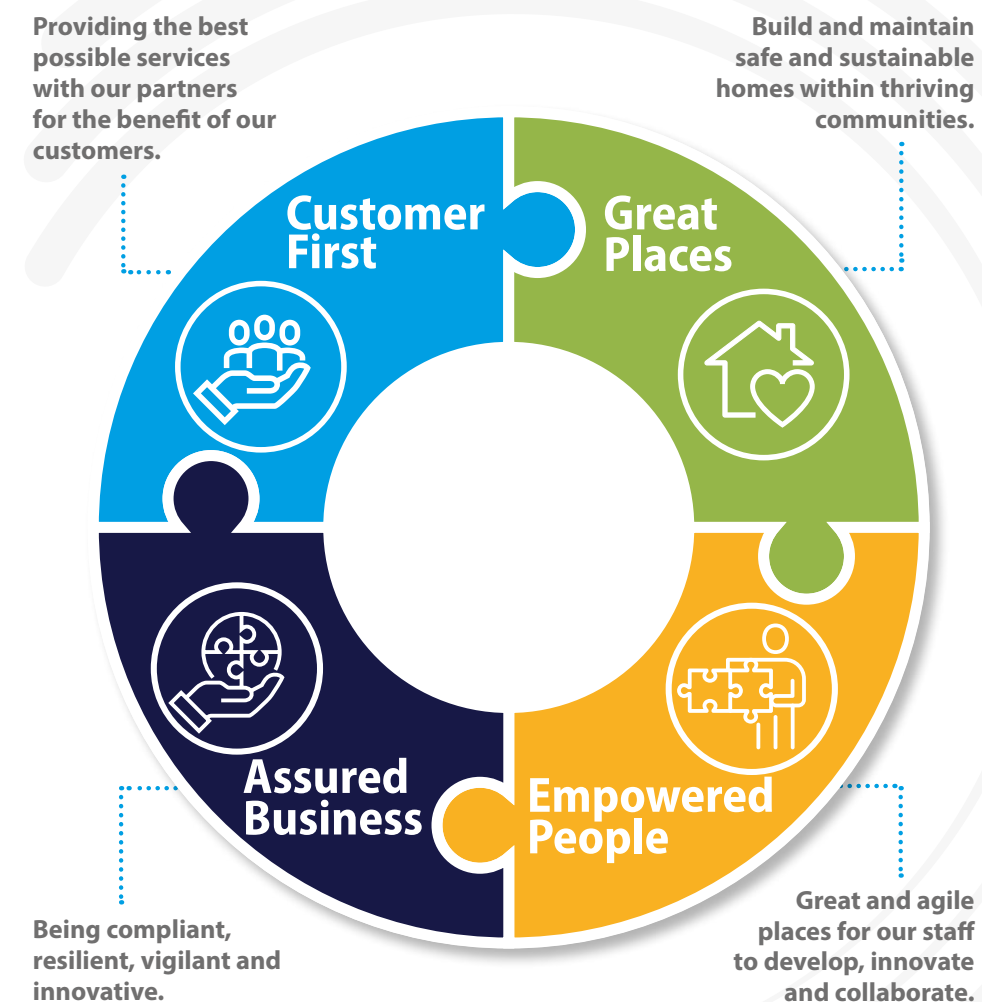 Providing the best
possible services
with our partners
for the benefit of our
customers.
Build and maintain
safe and sustainable
homes within thriving
communities.
Customer
First
Great
Places
Assured
Business
Empowered
People
Being compliant,
resilient, vigilant and
innovative.
Great and agile
places for our staff
to develop, innovate
and collaborate.